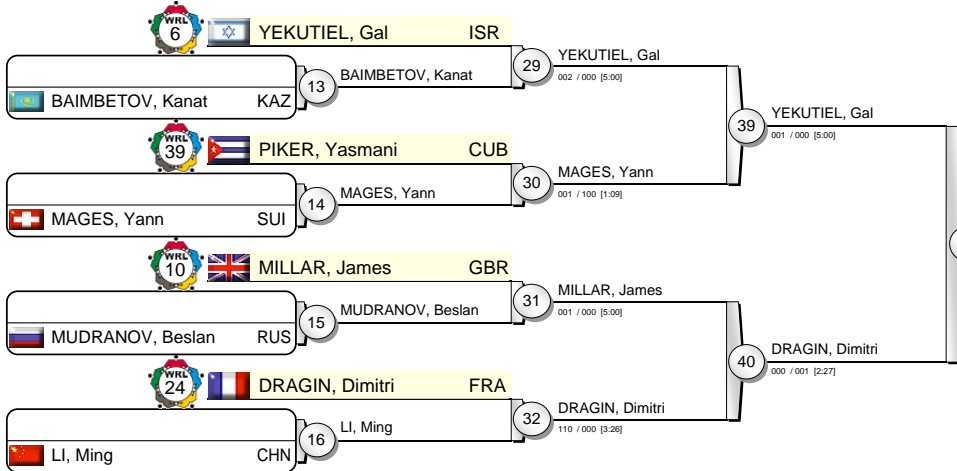 WRL
6
YEKUTIEL, Gal ISR
BAIMBETOV, Kanat KAZ
13
BAIMBETOV, Kanat
29
YEKUTIEL, Gal
002 / 000 [5:00]
WRL
39
PIKER, Yasmani CUB
MAGES, Yann SUI
14
MAGES, Yann
30
MAGES, Yann
001 / 100 [1:09]
39
YEKUTIEL, Gal
001 / 000 [5:00]
WRL
10
MILLAR, James GBR
MUDRANOV, Beslan RUS
15
MUDRANOV, Beslan
31
MILLAR, James
001 / 000 [5:00]
WRL
24
DRAGIN, Dimitri FRA
LI, Ming CHN
16
LI, Ming
32
DRAGIN, Dimitri
110 / 000 [3:26]
40
DRAGIN, Dimitri
000 / 001 [2:27]